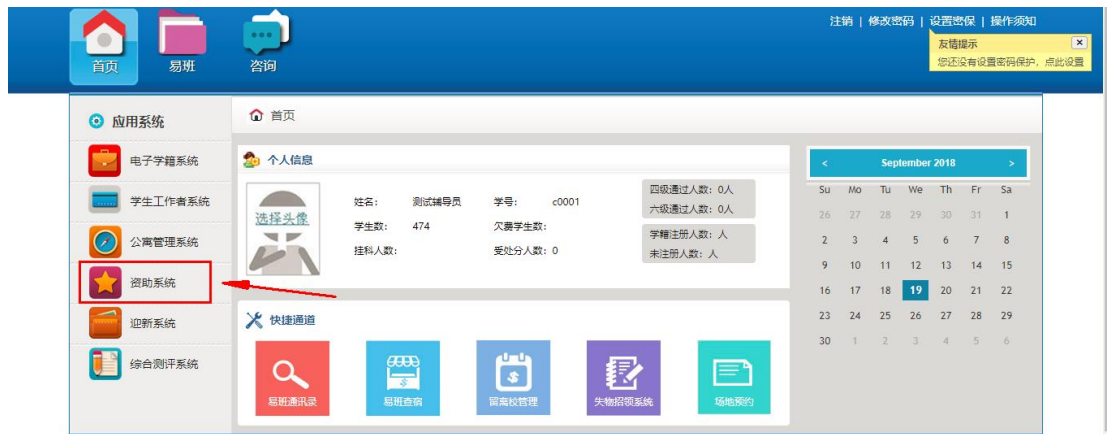 注销 | 修改密码 | 设置密保 | 操作须知
友情提示
您还没有设置密码保护，点此设置
首页 易班 咨询
应用系统
电子学籍系统
学生工作者系统
公寓管理系统
资助系统
迎新系统
综合测评系统
首页
个人信息
选择头像
姓名： 测试辅导员 学号： c0001
学生数： 474 欠费学生数：
挂科人数： 受处分人数：0
四级通过人数：0人
六级通过人数：0人
学籍注册人数：人
未注册人数：人
快捷通道
易班通讯录 易班查宿 留离校管理 失物招领系统 场地预约
< September 2018 >
Su Mo Tu We Th Fr Sa
26 27 28 29 30 31 1
2 3 4 5 6 7 8
9 10 11 12 13 14 15
16 17 18 19 20 21 22
23 24 25 26 27 28 29
30 1 2 3 4 5 6